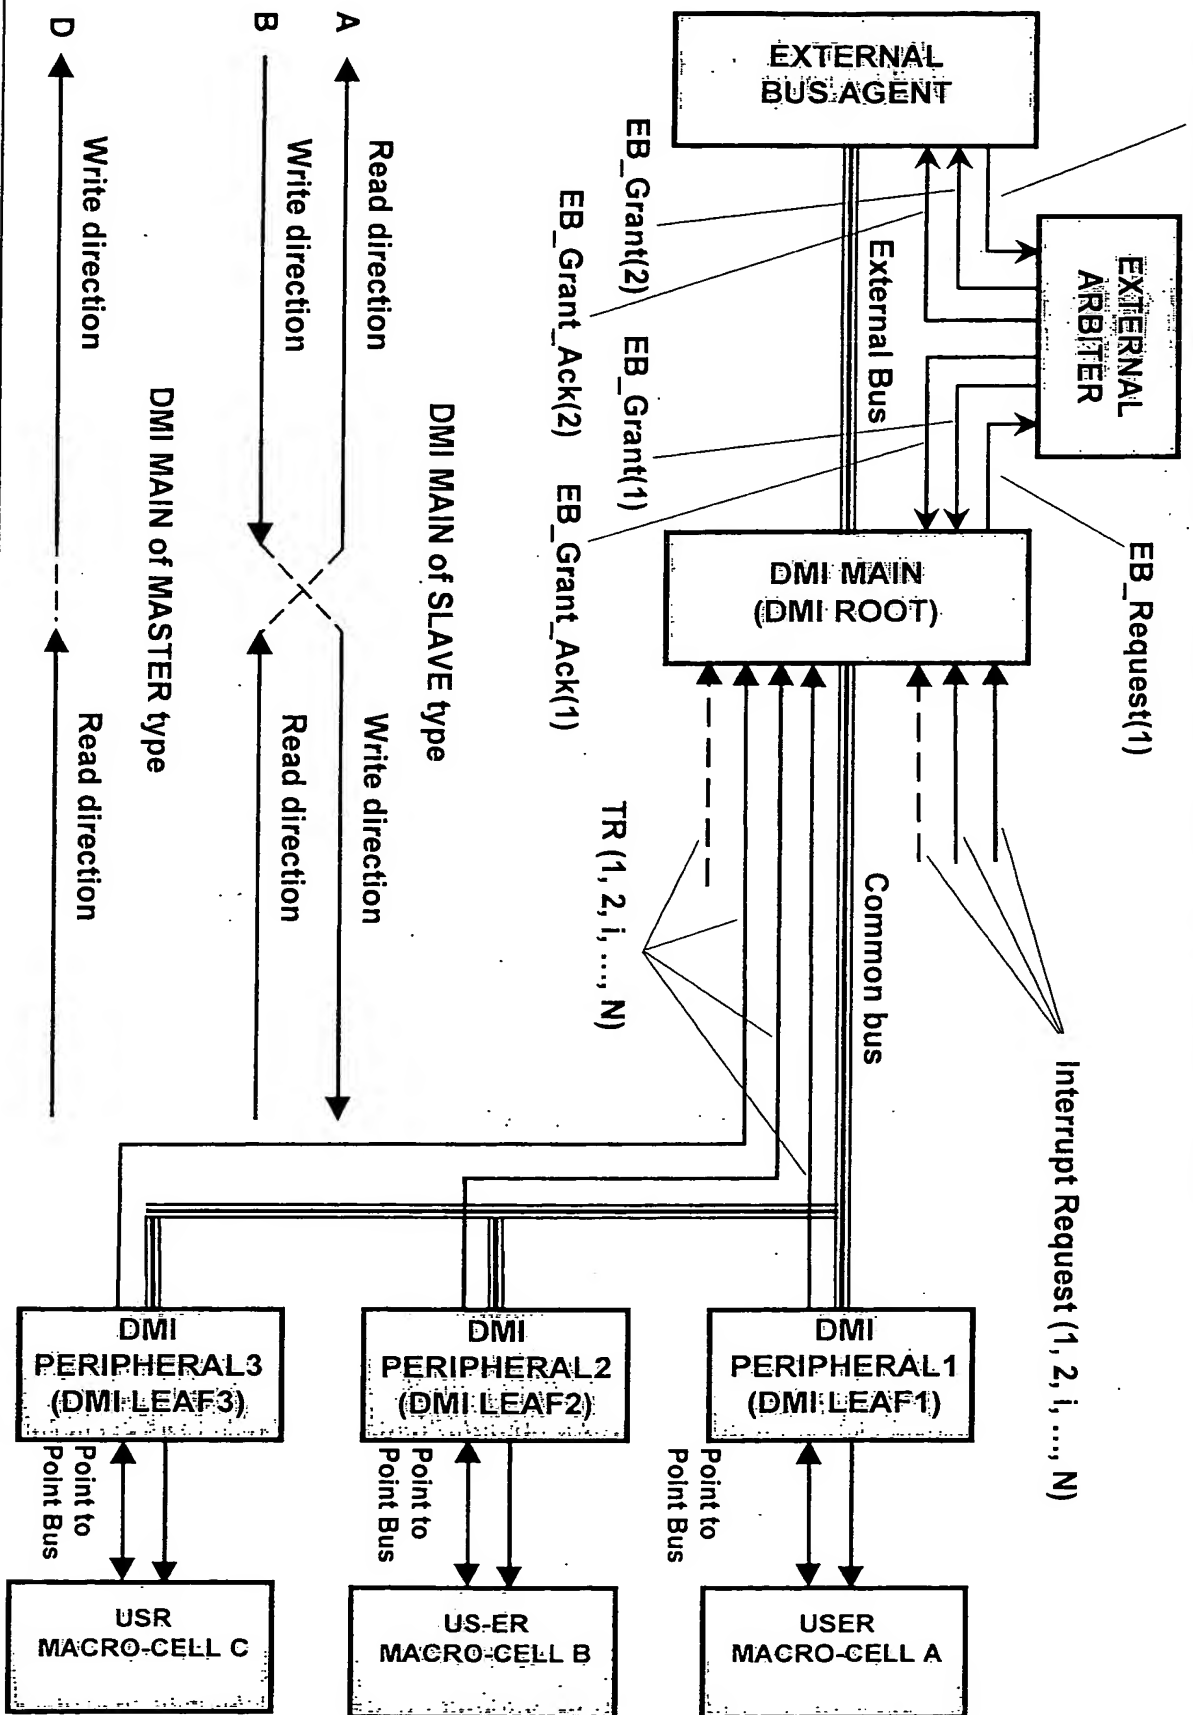 EXTERNAL
BUS AGENT
EXTERNAL
ARBITER
EB_Grant(2)
EB_Grant_Ack(2)
External Bus
EB_Grant(1)
EB_Grant_Ack(1)
EB_Request(1)
DMI MAIN
(DMI ROOT)
Interrupt Request (1, 2, i, ..., N)
TR (1, 2, i, ..., N)
Common bus
DMI
PERIPHERAL1
(DMI LEAF1)
DMI
PERIPHERAL2
(DMI LEAF2)
DMI
PERIPHERAL3
(DMI LEAF3)
Point to
Point Bus
Point to
Point Bus
Point to
Point Bus
USER
MACRO-CELL A
US-ER
MACRO-CELL B
USR
MACRO-CELL C
A
Read direction
Write direction
B
Write direction
Read direction
DMI MAIN of SLAVE type
D
Write direction
Read direction
DMI MAIN of MASTER type